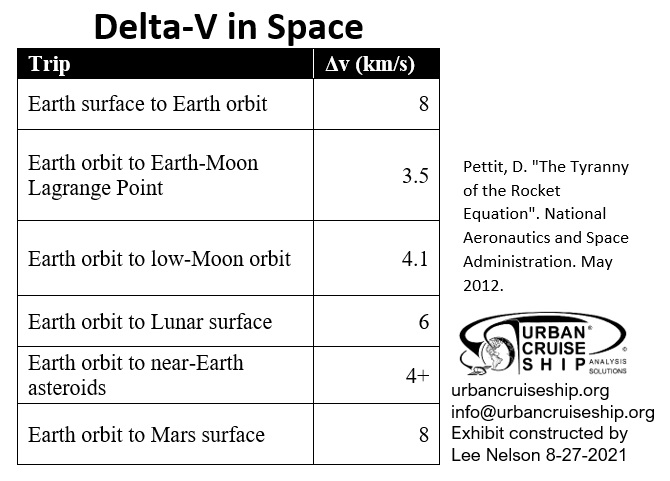 Delta-V in Space
Trip Δv (km/s)
Earth surface to Earth orbit 8
Earth orbit to Earth-Moon
Lagrange Point 3.5
Earth orbit to low-Moon orbit 4.1
Earth orbit to Lunar surface 6
Earth orbit to near-Earth
asteroids 4+
Earth orbit to Mars surface 8
Pettit, D. "The Tyranny
of the Rocket
Equation". National
Aeronautics and Space
Administration. May
2012.
URBAN®
CRUISE
SHIP ANALYSIS
SOLUTIONS
©
urbancruiseship.org
info@urbancruiseship.org
Exhibit constructed by
Lee Nelson 8-27-2021